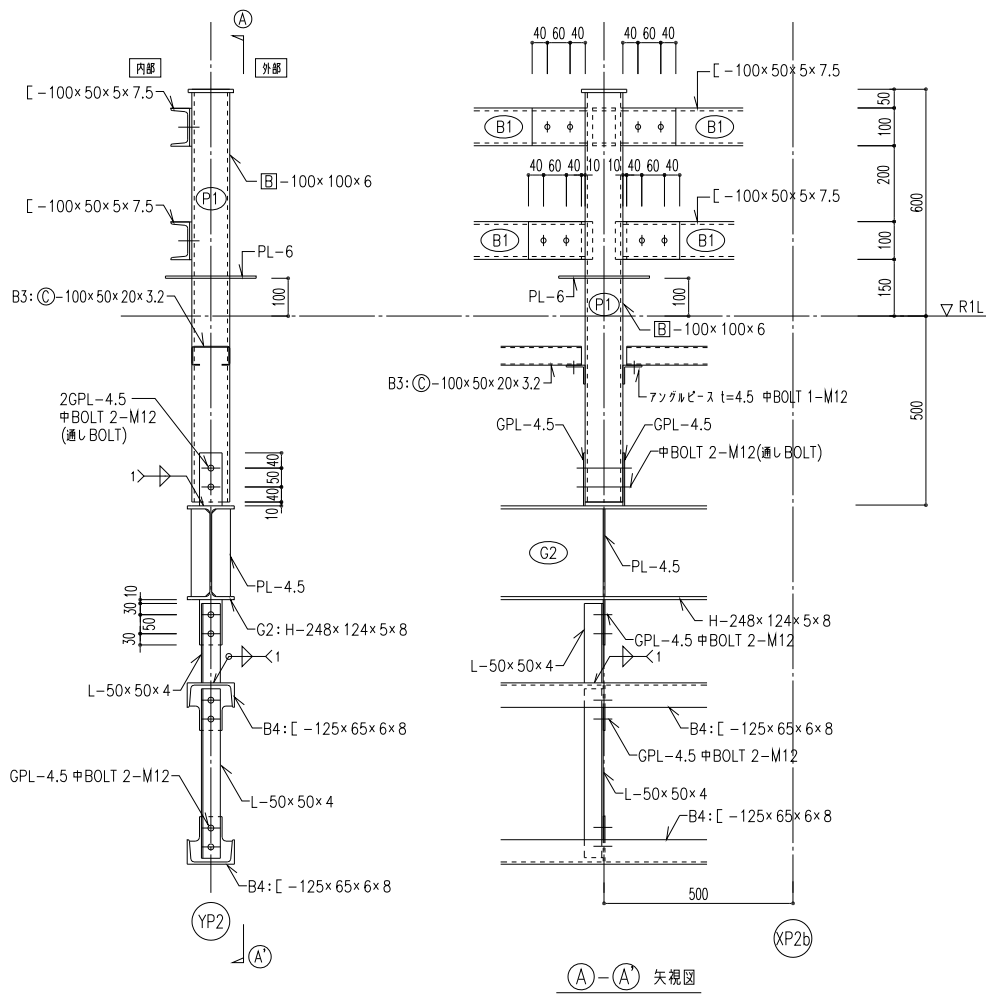 A
内部
外部
[ -100×50×5×7.5
B -100×100×6
P1
[ -100×50×5×7.5
PL-6
100
B3: C-100×50×20×3.2
2GPL-4.5
中BOLT 2-M12
(通しBOLT)
1
40
50
40
10
PL-4.5
10
30
50
30
G2: H-248×124×5×8
1
L-50×50×4
B4: [ -125×65×6×8
GPL-4.5 中BOLT 2-M12
L-50×50×4
B4: [ -125×65×6×8
YP2
A'
40 60 40
40 60 40
[ -100×50×5×7.5
B1
B1
40 60 40 10 10 40 60 40
[ -100×50×5×7.5
B1
B1
50
100
200
100
150
600
PL-6
P1
100
R1L
B -100×100×6
B3: C-100×50×20×3.2
アングルピース t=4.5 中BOLT 1-M12
GPL-4.5
GPL-4.5
500
中BOLT 2-M12(通しBOLT)
G2
PL-4.5
H-248×124×5×8
GPL-4.5 中BOLT 2-M12
L-50×50×4
1
B4: [ -125×65×6×8
GPL-4.5 中BOLT 2-M12
L-50×50×4
B4: [ -125×65×6×8
500
XP2b
A - A' 矢視図